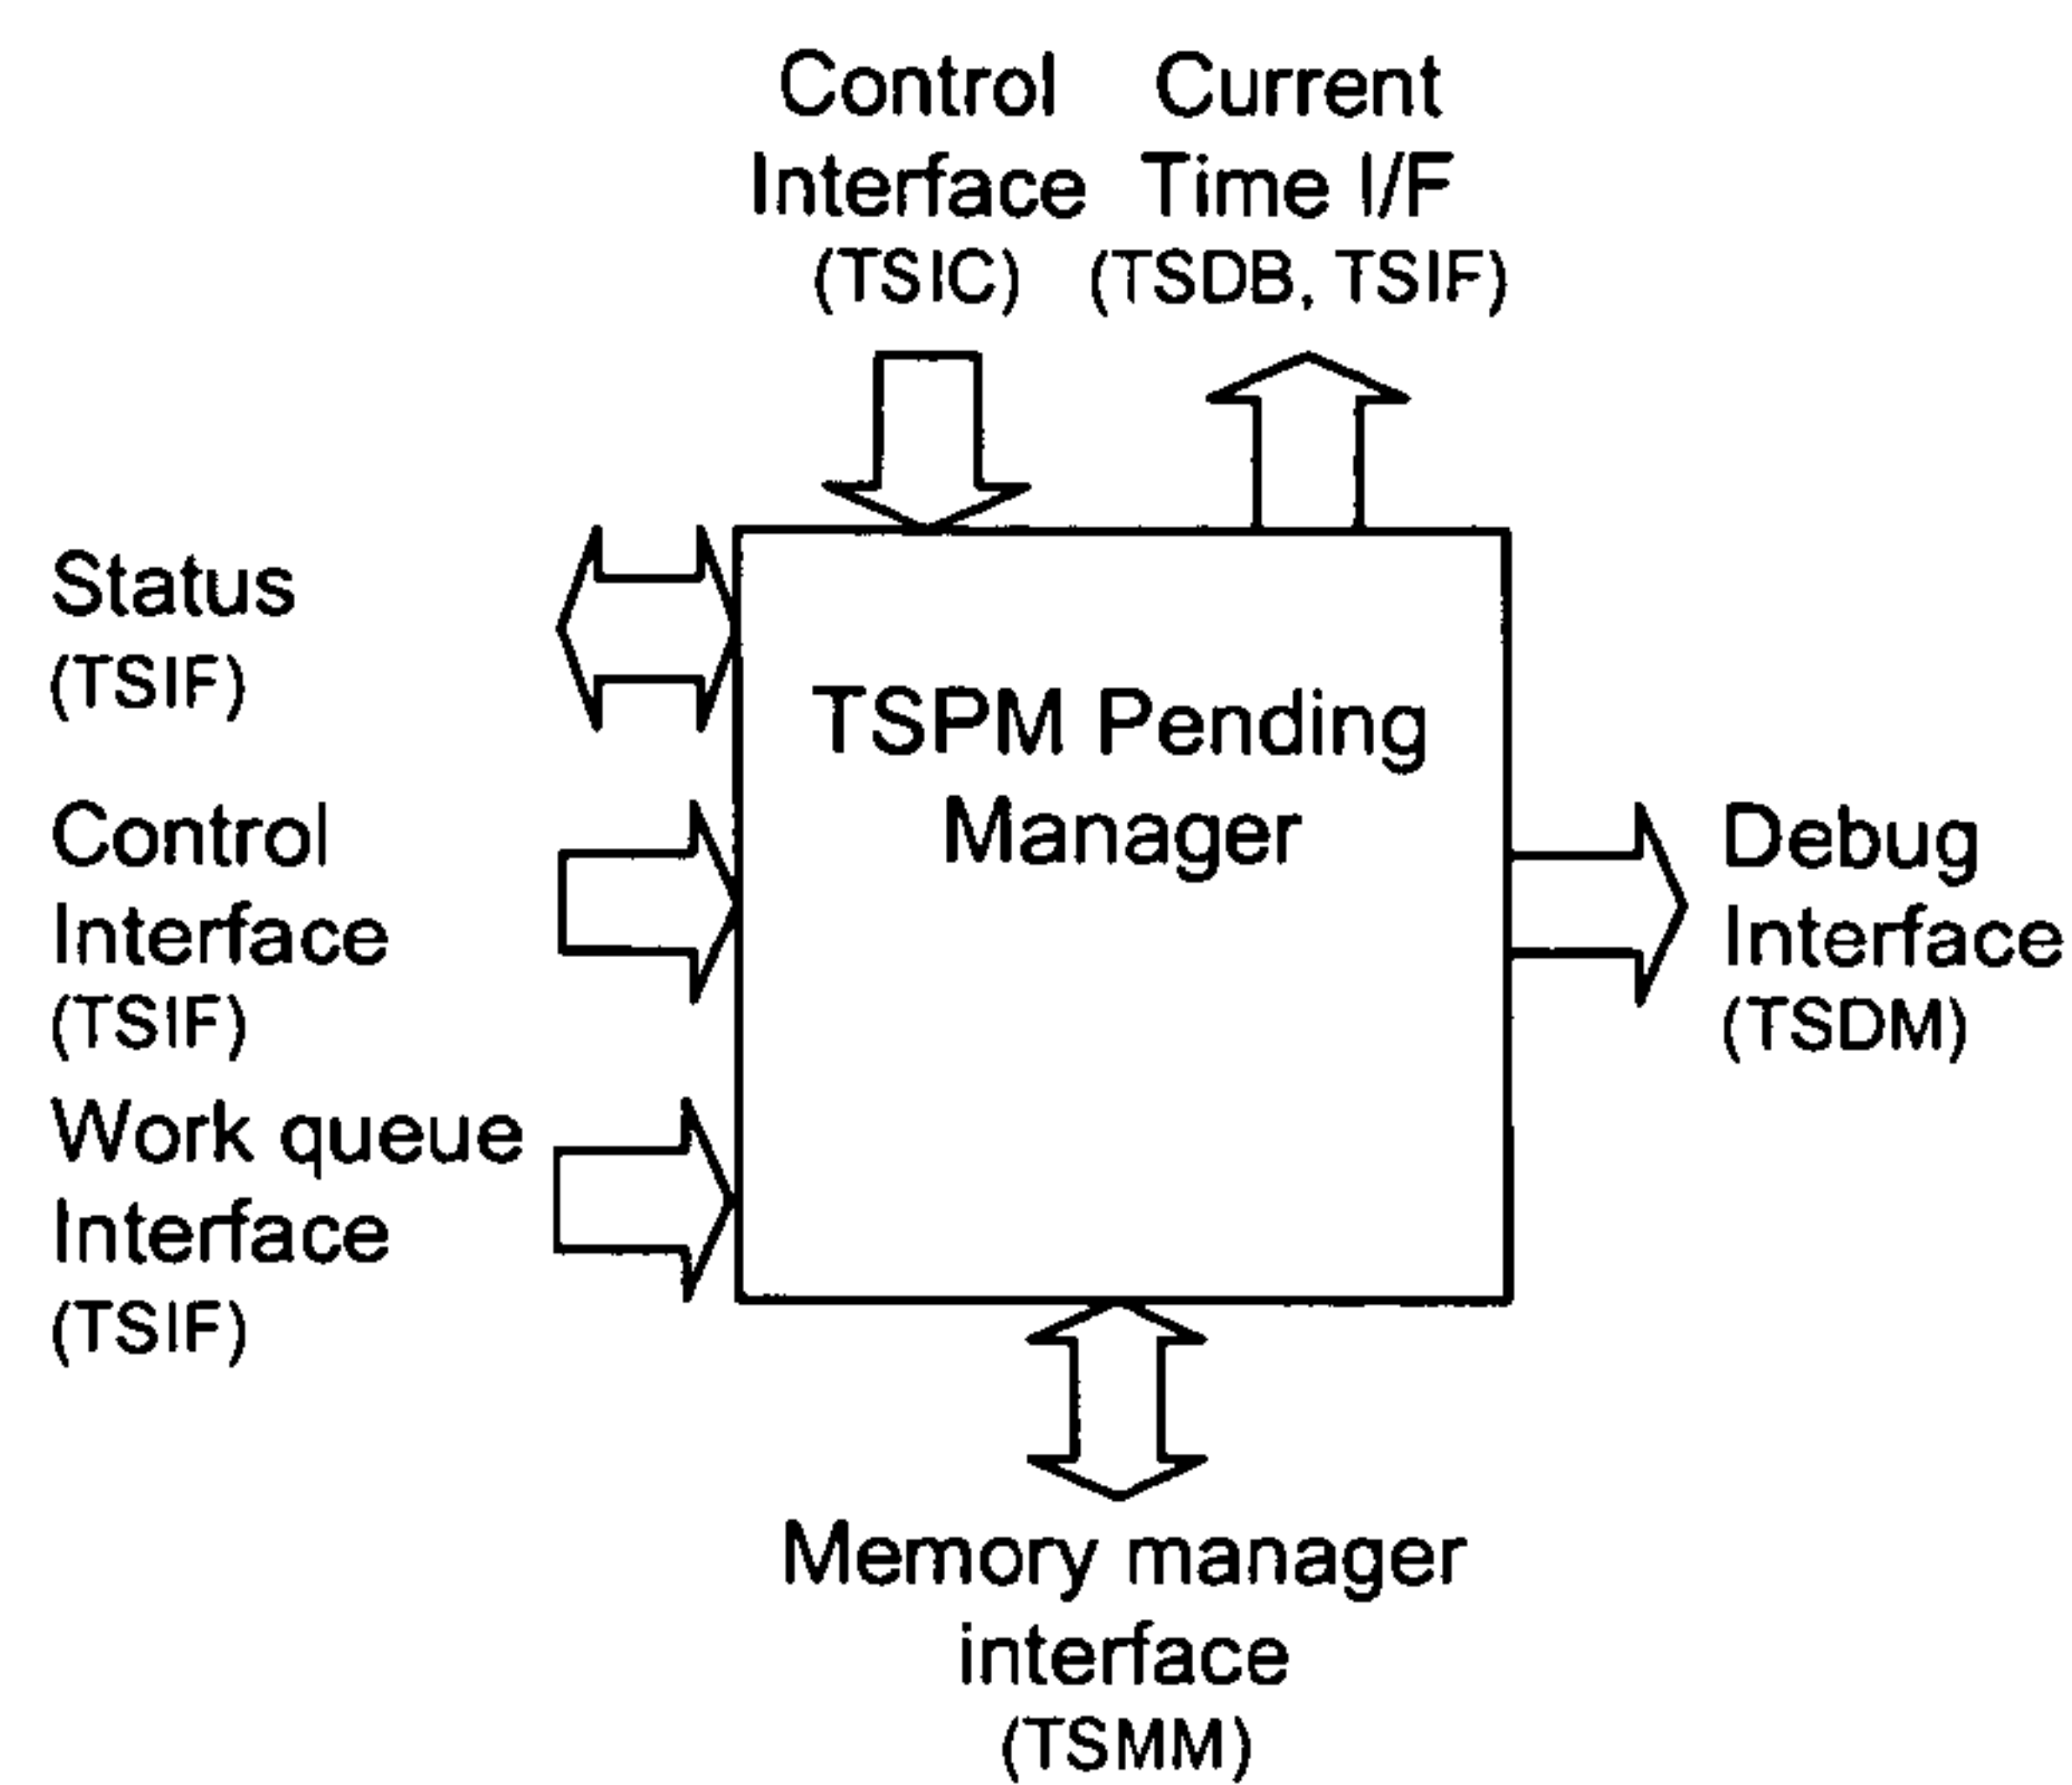 Control
Interface
(TSIC)
Current
Time I/F
(TSDB, TSIF)
Status
(TSIF)
Control
Interface
(TSIF)
Work queue
Interface
(TSIF)
TSPM Pending
Manager
Debug
Interface
(TSDM)
Memory manager
interface
(TSMM)